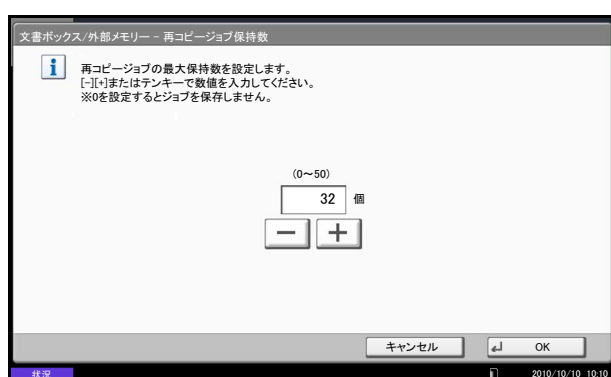 文書ボックス/外部メモリー - 再コピージョブ保持数
再コピージョブの最大保持数を設定します。
[-][+]またはテンキーで数値を入力してください。
※0を設定するとジョブを保存しません。
(0～50)
32 個
キャンセル
OK
状況
2010/10/10 10:10